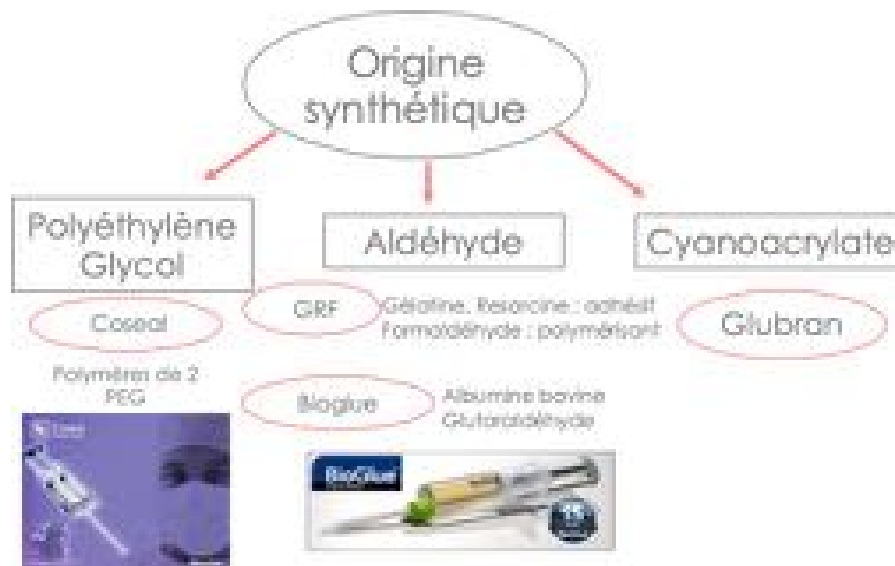 Origine
synthétique
Polyéthylène
Glycol
Aldéhyde
Cyanoacrylate
Coseal
GRF
Gélatine, Resorcine : adhésif
Formaldéhyde : polymérisant
Glubran
Polymères de 2
PEG
Bioglue
Albumine bovine
Glutaraldéhyde
BioGlue